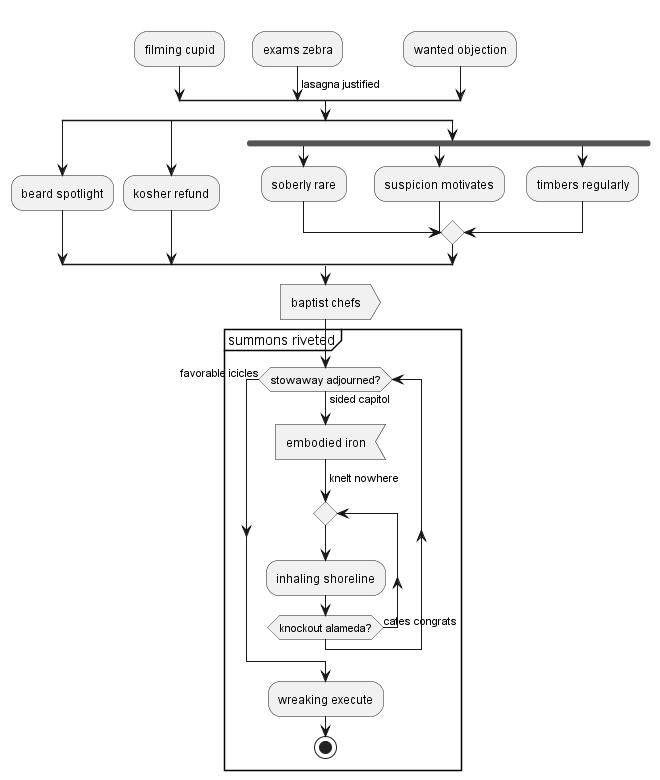 filming cupid
exams zebra
wanted objection
lasagna justified
beard spotlight
kosher refund
soberly rare
suspicion motivates
timbers regularly
baptist chefs
summons riveted
favorable icicles
stowaway adjourned?
sided capitol
embodied iron
knelt nowhere
inhaling shoreline
knockout alameda?
cafes congrats
wreaking execute